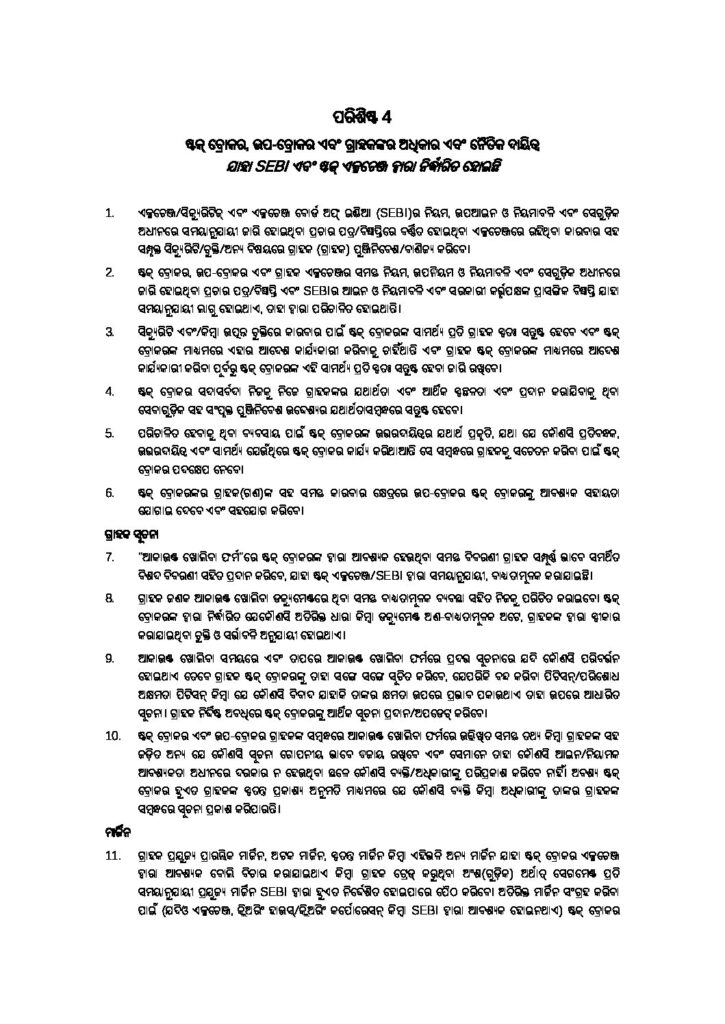 ପରିଶିଷ୍ଟ 4
ଷ୍ଟକ୍ ବ୍ରୋକର, ଉପ-ବ୍ରୋକର ଏବଂ ଗ୍ରାହକଙ୍କର ଅଧିକାର ଏବଂ ନୈତିକ ଦାୟିତ୍ୱ
ଯାହା SEBI ଏବଂ ଷ୍ଟକ୍ ଏକ୍ସଚେଞ୍ଜ ଦ୍ୱାରା ନିର୍ଦ୍ଧାରିତ ହୋଇଛି
1. ଏକ୍ସଚେଞ୍ଜ/ସିକ୍ୟୁରିଟିଜ୍ ଏବଂ ଏକ୍ସଚେଞ୍ଜ ବୋର୍ଡ ଅଫ୍ ଇଣ୍ଡିଆ (SEBI)ର ନିୟମ, ଉପଆଇନ ଓ ନିୟମାବଳି ଏବଂ ସେଗୁଡ଼ିକ
ଅଧୀନରେ ସମୟାନୁଯାୟୀ ଜାରି ହୋଇଥିବା ପ୍ରଚାର ପତ୍ର/ବିଜ୍ଞପ୍ତିରେ ବର୍ଣ୍ଣିତ ହୋଇଥିବା ଏକ୍ସଚେଞ୍ଜରେ ରହିଥିବା କାରବାର ସହ
ସମ୍ପୃକ୍ତ ସିକ୍ୟୁରିଟି/ଚୁକ୍ତି/ଅନ୍ୟ ବିଷୟରେ ଗ୍ରାହକ (ଗ୍ରାହକ) ପୁଞ୍ଜିନିବେଶ/ବାଣିଜ୍ୟ କରିବେ।
2. ଷ୍ଟକ୍ ବ୍ରୋକର, ଉପ-ବ୍ରୋକର ଏବଂ ଗ୍ରାହକ ଏକ୍ସଚେଞ୍ଜର ସମସ୍ତ ନିୟମ, ଉପନିୟମ ଓ ନିୟମାବଳି ଏବଂ ସେଗୁଡ଼ିକ ଅଧୀନରେ
ଜାରି ହୋଇଥିବା ପ୍ରଚାର ପତ୍ର/ବିଜ୍ଞପ୍ତି ଏବଂ SEBIର ଆଇନ ଓ ନିୟମାବଳି ଏବଂ ସରକାରୀ କର୍ତ୍ତୃପକ୍ଷଙ୍କ ପ୍ରାସଙ୍ଗିକ ବିଜ୍ଞପ୍ତି ଯାହା
ସମୟାନୁଯାୟୀ ଲାଗୁ ହୋଇଥାଏ, ତାହା ଦ୍ୱାରା ପରିଚାଳିତ ହୋଇଥାନ୍ତି।
3. ସିକ୍ୟୁରିଟି ଏବଂ/କିମ୍ବା ଉତ୍ପନ୍ନ ଚୁକ୍ତିରେ କାରବାର ପାଇଁ ଷ୍ଟକ୍ ବ୍ରୋକରଙ୍କ ସାମର୍ଥ୍ୟ ପ୍ରତି ଗ୍ରାହକ ସ୍ୱତଃ ସନ୍ତୁଷ୍ଟ ହେବେ ଏବଂ ଷ୍ଟକ୍
ବ୍ରୋକରଙ୍କ ମାଧ୍ୟମରେ ଏହାର ଆଦେଶ କାର୍ଯ୍ୟକାରୀ କରିବାକୁ ଚାହିଁଥାନ୍ତି ଏବଂ ଗ୍ରାହକ ଷ୍ଟକ୍ ବ୍ରୋକରଙ୍କ ମାଧ୍ୟମରେ ଆଦେଶ
କାର୍ଯ୍ୟକାରୀ କରିବା ପୂର୍ବରୁ ଷ୍ଟକ୍ ବ୍ରୋକରଙ୍କ ଏହି ସାମର୍ଥ୍ୟ ପ୍ରତି ସ୍ୱତଃ ସନ୍ତୁଷ୍ଟ ହେବା ଜାରି ରଖିବେ।
4. ଷ୍ଟକ୍ ବ୍ରୋକର ସଦାସର୍ବଦା ନିଜକୁ ନିଜେ ଗ୍ରାହକଙ୍କର ଯଥାର୍ଥତା ଏବଂ ଆର୍ଥିକ ସ୍ୱଚ୍ଛଳତା ଏବଂ ପ୍ରଦାନ କରାଯିବାକୁ ଥିବା
ସେବାଗୁଡ଼ିକ ସହ ସଂପୃକ୍ତ ପୁଞ୍ଜିନିବେଶ ଉଦ୍ଦେଶ୍ୟର ଯଥାର୍ଥତାସମ୍ବନ୍ଧରେ ସନ୍ତୁଷ୍ଟ ହେବେ।
5. ପରିଚାଳିତ ହେବାକୁ ଥିବା ବ୍ୟବସାୟ ପାଇଁ ଷ୍ଟକ୍ ବ୍ରୋକରଙ୍କ ଉତ୍ତରଦାୟିତ୍ୱର ଯଥାର୍ଥ ପ୍ରକୃତି, ଯଥା ଯେ କୌଣସି ପ୍ରତିବନ୍ଧକ,
ଉତ୍ତରଦାୟିତ୍ୱ ଏବଂ ସାମର୍ଥ୍ୟ ଯେଉଁଥିରେ ଷ୍ଟକ୍ ବ୍ରୋକର କାର୍ଯ୍ୟ କରିଥାଆନ୍ତି ସେ ସମ୍ବନ୍ଧରେ ଗ୍ରାହକକୁ ସଚେତନ କରିବା ପାଇଁ ଷ୍ଟକ୍
ବ୍ରୋକର ପଦକ୍ଷେପ ନେବେ।
6. ଷ୍ଟକ୍ ବ୍ରୋକରଙ୍କର ଗ୍ରାହକ(ଗଣ)ଙ୍କ ସହ ସମସ୍ତ କାରବାର କ୍ଷେତ୍ରରେ ଉପ-ବ୍ରୋକର ଷ୍ଟକ୍ ବ୍ରୋକରଙ୍କୁ ଆବଶ୍ୟକ ସହାୟତା
ଯୋଗାଇ ଦେବେ ଏବଂ ସହଯୋଗ କରିବେ।
ଗ୍ରାହକ ସୂଚନା
7. "ଆକାଉଣ୍ଟ ଖୋଲିବା ଫର୍ମ"ରେ ଷ୍ଟକ୍ ବ୍ରୋକରଙ୍କ ଦ୍ୱାରା ଆବଶ୍ୟକ ହେଉଥିବା ସମସ୍ତ ବିବରଣୀ ଗ୍ରାହକ ସମ୍ପୂର୍ଣ୍ଣ ଭାବେ ସମର୍ଥିତ
ବିଶଦ ବିବରଣୀ ସହିତ ପ୍ରଦାନ କରିବେ, ଯାହା ଷ୍ଟକ୍ ଏକ୍ସଚେଞ୍ଜ/SEBI ଦ୍ୱାରା ସମୟାନୁଯାୟୀ, ବାଧ୍ୟତାମୂଳକ କରାଯାଇଛି।
8. ଗ୍ରାହକ ଜଣକ ଆକାଉଣ୍ଟ ଖୋଲିବା ଡକ୍ୟୁମେଣ୍ଟରେ ଥିବା ସମସ୍ତ ବାଧ୍ୟତାମୂଳକ ବ୍ୟବସ୍ଥା ସହିତ ନିଜକୁ ପରିଚିତ କରାଇବେ। ଷ୍ଟକ୍
ବ୍ରୋକରଙ୍କ ଦ୍ୱାରା ନିର୍ଦ୍ଧାରିତ ଯେକୌଣସି ଅତିରିକ୍ତ ଧାରା କିମ୍ବା ଡକ୍ୟୁମେଣ୍ଟ ଅଣ-ବାଧ୍ୟତାମୂଳକ ଅଟେ, ଗ୍ରାହକଙ୍କ ଦ୍ୱାରା ସ୍ୱୀକାର
କରାଯାଇଥିବା ଚୁକ୍ତି ଓ ସର୍ତ୍ତାବଳି ଅନୁଯାୟୀ ହୋଇଥାଏ।
9. ଆକାଉଣ୍ଟ ଖୋଲିବା ସମୟରେ ଏବଂ ତାପରେ ଆକାଉଣ୍ଟ ଖୋଲିବା ଫର୍ମରେ ପ୍ରଦତ୍ତ ସୂଚନାରେ ଯଦି କୌଣସି ପରିବର୍ତ୍ତନ
ହୋଇଥାଏ ତେବେ ଗ୍ରାହକ ଷ୍ଟକ୍ ବ୍ରୋକରଙ୍କୁ ତାହା ସଙ୍ଗେ ସଙ୍ଗେ ସୂଚିତ କରିବେ, ଯେପରିକି ବନ୍ଦ କରିବା ପିଟିସନ୍/ପରିଶୋଧ
ଅକ୍ଷମତା ପିଟିସନ୍ କିମ୍ବା ଯେ କୌଣସି ବିବାଦ ଯାହାକି ତାଙ୍କର କ୍ଷମତା ଉପରେ ପ୍ରଭାବ ପକାଉଥାଏ ତାହା ଉପରେ ଆଧାରିତ
ସୂଚନା। ଗ୍ରାହକ ନିର୍ଦ୍ଦିଷ୍ଟ ଅବଧିରେ ଷ୍ଟକ୍ ବ୍ରୋକରଙ୍କୁ ଆର୍ଥିକ ସୂଚନା ପ୍ରଦାନ/ଅପଡେଟ୍ କରିବେ।
10. ଷ୍ଟକ୍ ବ୍ରୋକର ଏବଂ ଉପ-ବ୍ରୋକର ଗ୍ରାହକଙ୍କ ସମ୍ବନ୍ଧରେ ଆକାଉଣ୍ଟ ଖୋଲିବା ଫର୍ମରେ ଉଲ୍ଲିଖିତ ସମସ୍ତ ତଥ୍ୟ କିମ୍ବା ଗ୍ରାହକଙ୍କ ସହ
ଜଡ଼ିତ ଅନ୍ୟ ଯେ କୌଣସି ସୂଚନା ଗୋପନୀୟ ଭାବେ ବଜାୟ ରଖିବେ ଏବଂ ସେମାନେ ତାହା କୌଣସି ଆଇନ/ନିୟାମକ
ଆବଶ୍ୟକତା ଅଧୀନରେ ଦରକାର ନ ହେଉଥିବା ଛଳେ କୌଣସି ବ୍ୟକ୍ତି/ଅଧିକାରୀଙ୍କୁ ପରିପ୍ରକାଶ କରିବେ ନାହିଁ। ଅବଶ୍ୟ ଷ୍ଟକ୍
ବ୍ରୋକର ହୁଏତ ଗ୍ରାହକଙ୍କ ସ୍ୱତନ୍ତ୍ର ପ୍ରକାଶ୍ୟ ଅନୁମତି ମାଧ୍ୟମରେ ଯେ କୌଣସି ବ୍ୟକ୍ତି କିମ୍ବା ଅଧିକାରୀଙ୍କୁ ତାଙ୍କର ଗ୍ରାହକଙ୍କ
ସମ୍ବନ୍ଧରେ ସୂଚନା ପ୍ରକାଶ କରିପାରନ୍ତି।
ମାର୍ଜିନ
11. ଗ୍ରାହକ ପ୍ରଯୁଜ୍ୟ ପ୍ରାରମ୍ଭିକ ମାର୍ଜିନ, ଅଟକ ମାର୍ଜିନ, ସ୍ୱତନ୍ତ୍ର ମାର୍ଜିନ କିମ୍ବା ଏହିଭଳି ଅନ୍ୟ ମାର୍ଜିନ ଯାହା ଷ୍ଟକ୍ ବ୍ରୋକର ଏକ୍ସଚେଞ୍ଜ
ଦ୍ୱାରା ଆବଶ୍ୟକ ବୋଲି ବିଚାର କରାଯାଇଥାଏ କିମ୍ବା ଗ୍ରାହକ ଟ୍ରେଡ୍ କରୁଥିବା ଅଂଶ(ଗୁଡ଼ିକ) ଅର୍ଥାତ୍ ସେଗମେଣ୍ଟ ପ୍ରତି
ସମୟାନୁଯାୟୀ ପ୍ରଯୁଜ୍ୟ ମାର୍ଜିନ SEBI ଦ୍ୱାରା ହୁଏତ ନିର୍ଦ୍ଦେଶିତ ହୋଇପାରେ ପୈଠ କରିବେ। ଅତିରିକ୍ତ ମାର୍ଜିନ ସଂଗ୍ରହ କରିବା
ପାଇଁ (ଯଦିଓ ଏକ୍ସଚେଞ୍ଜ, କ୍ଲିଅରିଂ ହାଉସ୍/କ୍ଲିଅରିଂ କର୍ପୋରେସନ୍ କିମ୍ବା SEBI ଦ୍ୱାରା ଆବଶ୍ୟକ ହୋଇନଥାଏ) ଷ୍ଟକ୍ ବ୍ରୋକର